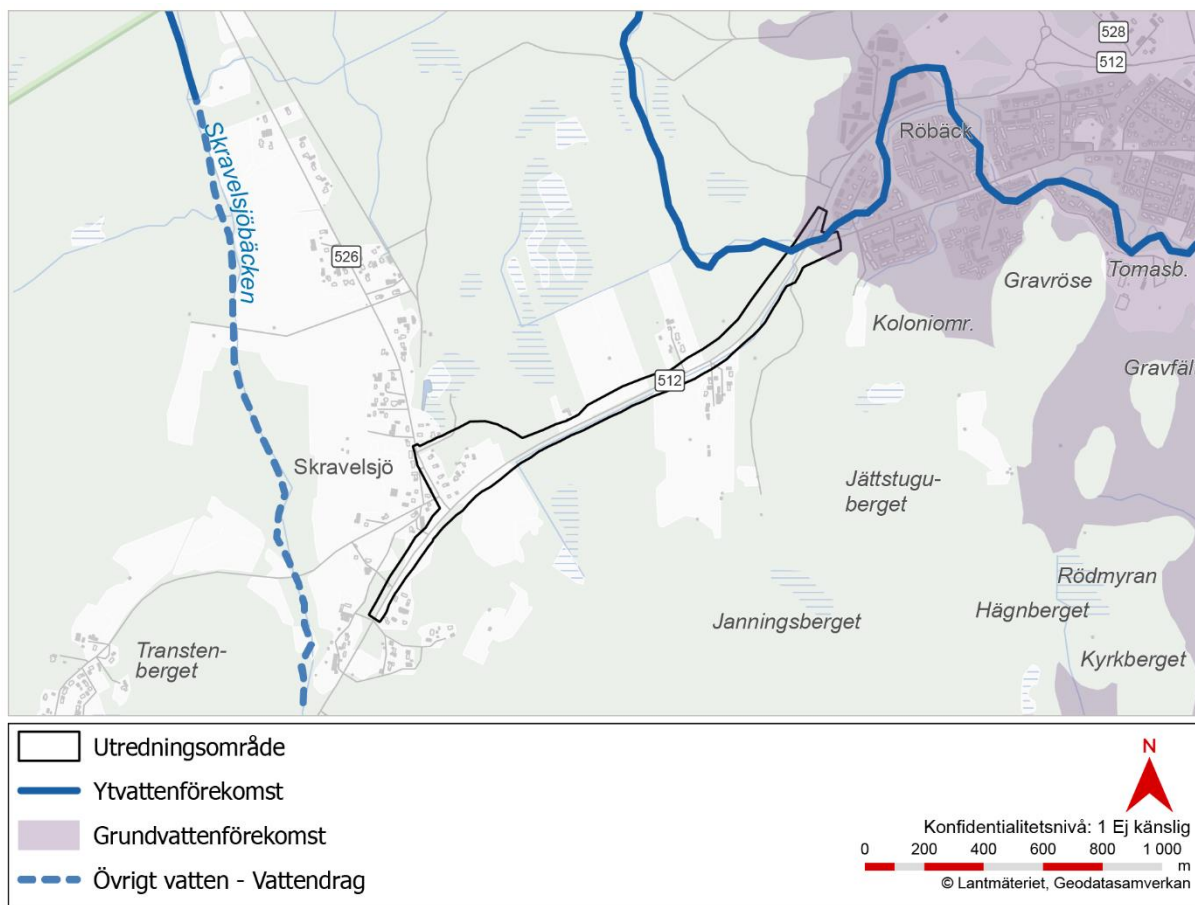 528
512
Röbäck
Skravelsjöbäcken
526
Gravröse
Tomasb.
Koloniomr.
Gravfäl
512
Skravelsjö
Jättstugu-
berget
Rödmyran
Hägnberget
Janningsberget
Kyrkberget
Transten-
berget
Utredningsområde
Ytvattenförekomst
Grundvattenförekomst
Övrigt vatten - Vattendrag
N
Konfidentialitetsnivå: 1 Ej känslig
0 200 400 600 800 1 000
m
© Lantmäteriet, Geodatasamverkan